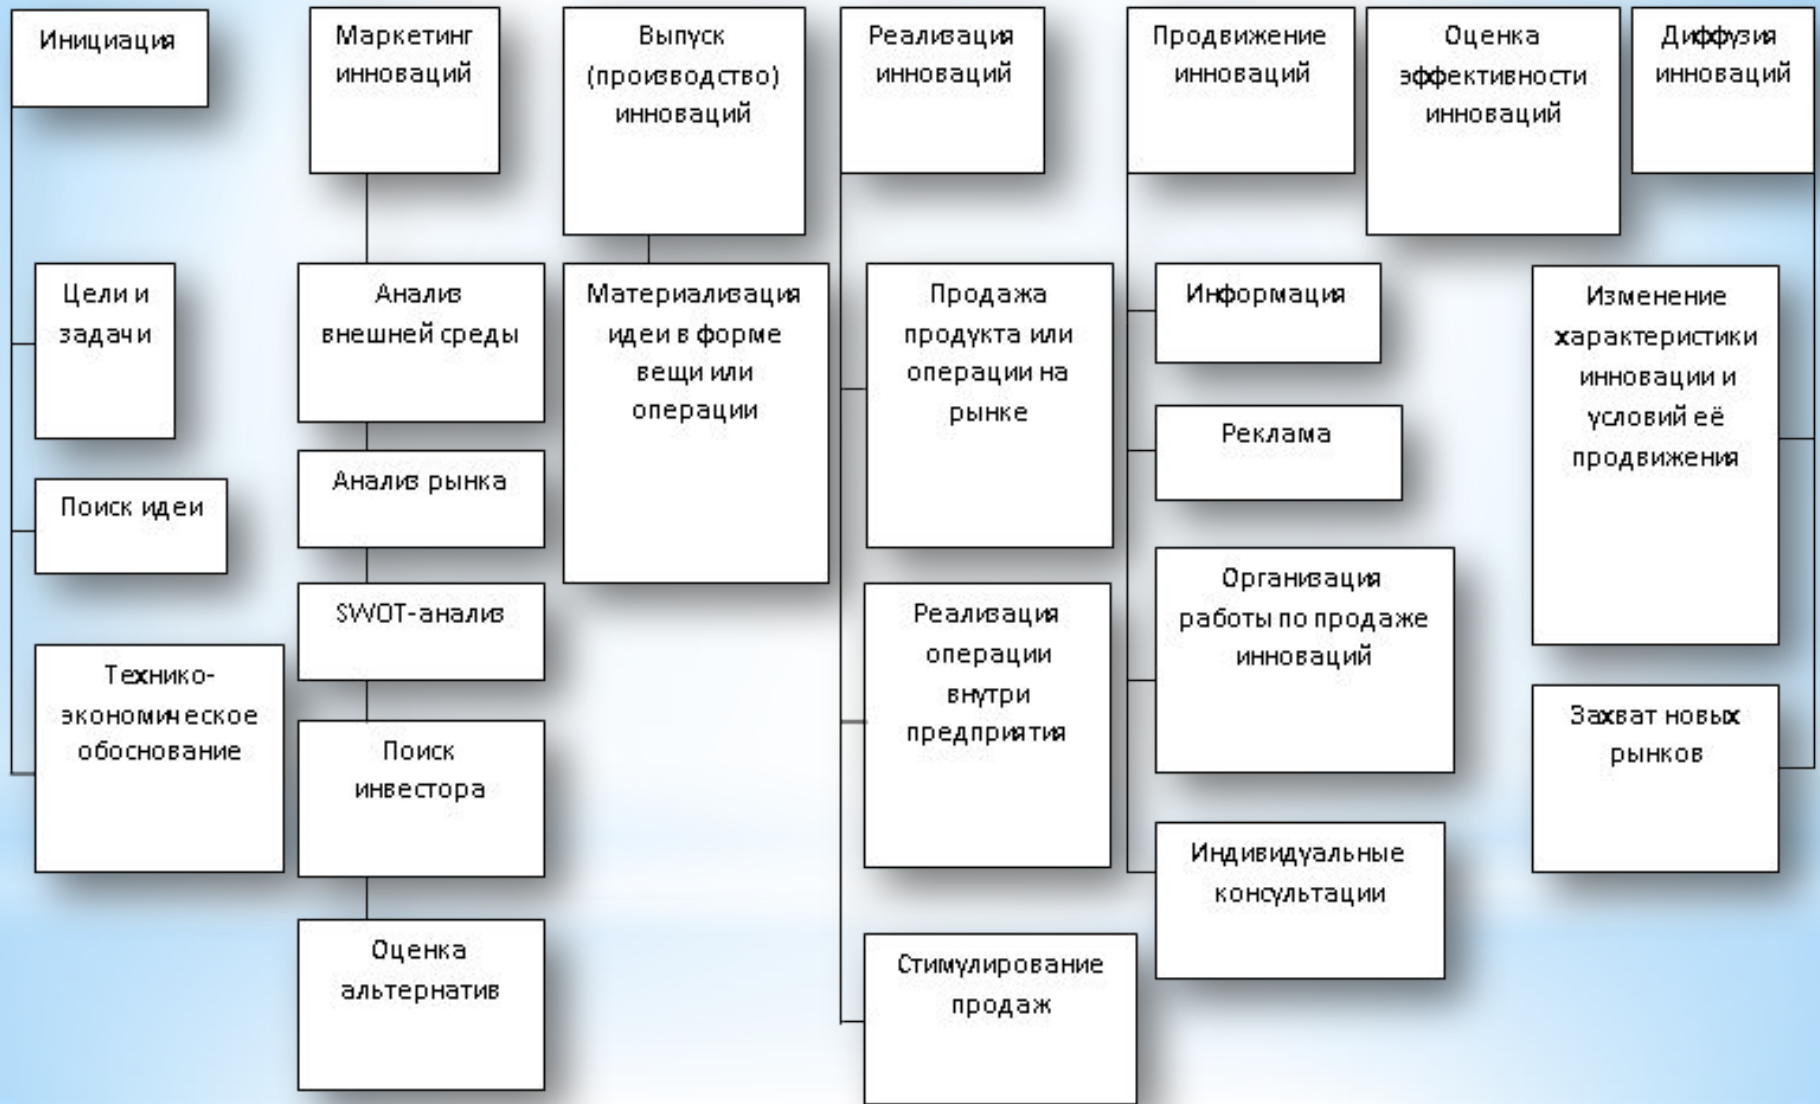 Инициация
Маркетинг
инноваций
Выпуск
(производство)
инноваций
Реализация
инноваций
Продвижение
инноваций
Оценка
эффективности
инноваций
Диффузия
инноваций
Цели и
задачи
Поиск идеи
Технико-
экономическое
обоснование
Анализ
внешней среды
Анализ рынка
SWOT-анализ
Поиск
инвестора
Оценка
альтернатив
Материализация
идеи в форме
вещи или
операции
Продажа
продукта или
операции на
рынке
Реализация
операции
внутри
предприятия
Стимулирование
продаж
Информация
Реклама
Организация
работы по продаже
инноваций
Индивидуальные
консультации
Изменение
характеристики
инновации и
условий её
продвижения
Захват новых
рынков